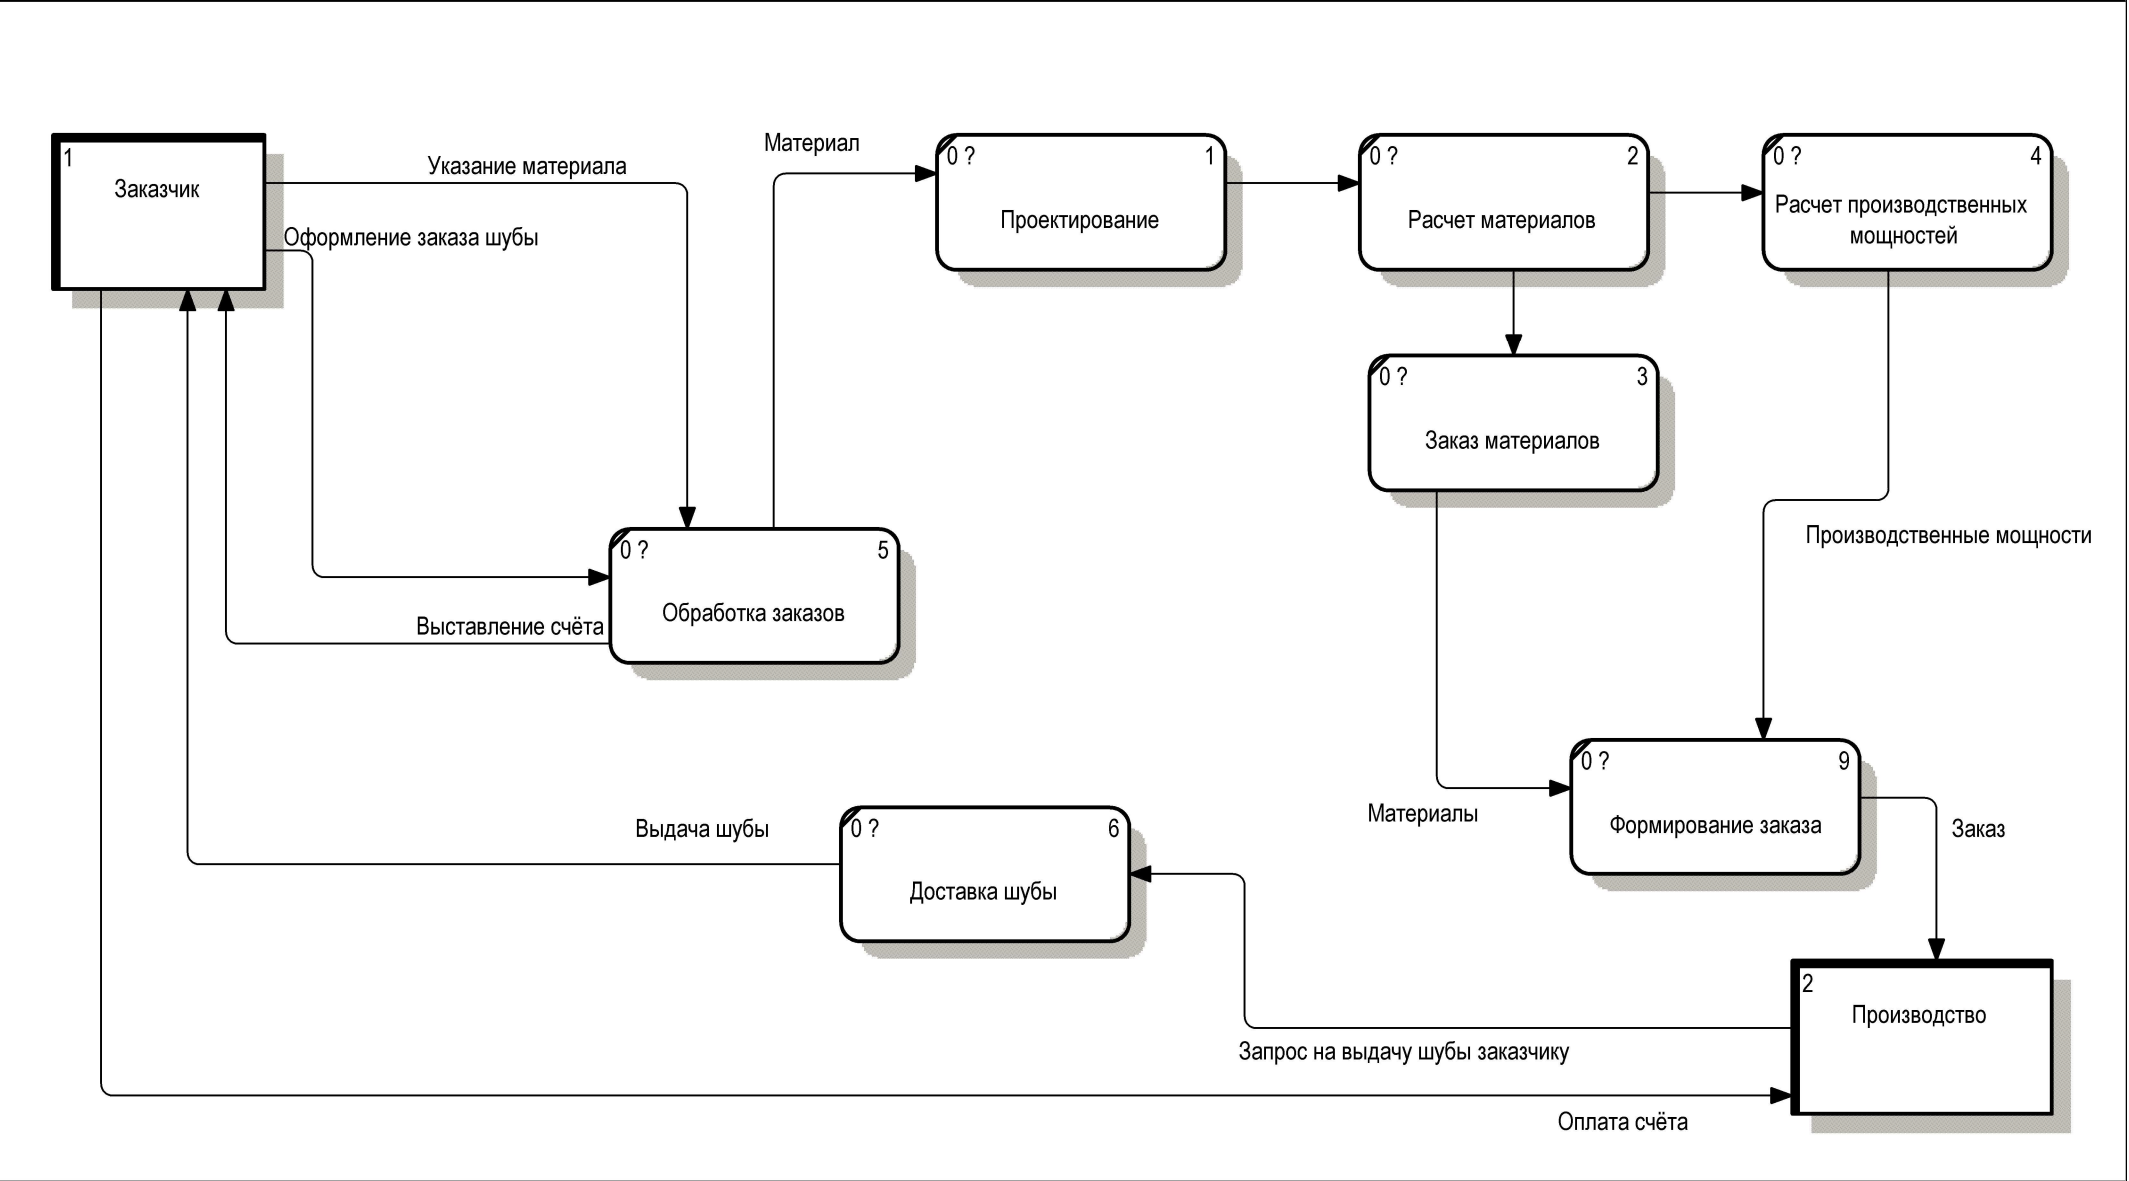 1
Заказчик
Указание материала
Оформление заказа шубы
Материал
0 ?
1
Проектирование
0 ?
2
Расчет материалов
0 ?
4
Расчет производственных
мощностей
0 ?
3
Заказ материалов
Производственные мощности
0 ?
5
Обработка заказов
Выставление счёта
Материалы
0 ?
9
Формирование заказа
Заказ
Выдача шубы
0 ?
6
Доставка шубы
2
Производство
Запрос на выдачу шубы заказчику
Оплата счёта